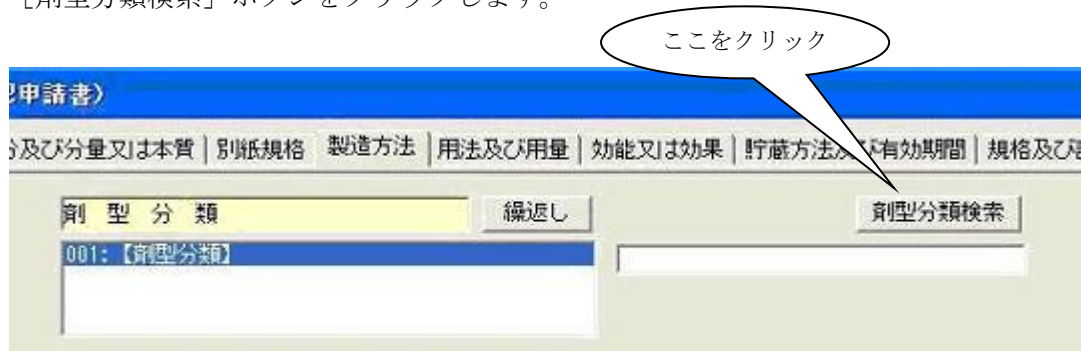 ［剤型分類検索］ボタンをクリックします。
ここをクリック
申請書〉
及び分量又は本質 別紙規格 製造方法 用法及び用量 効能又は効果 貯蔵方法及び有効期間 規格及び
剤 型 分 類 繰返し 剤型分類検索
001:【剤型分類】